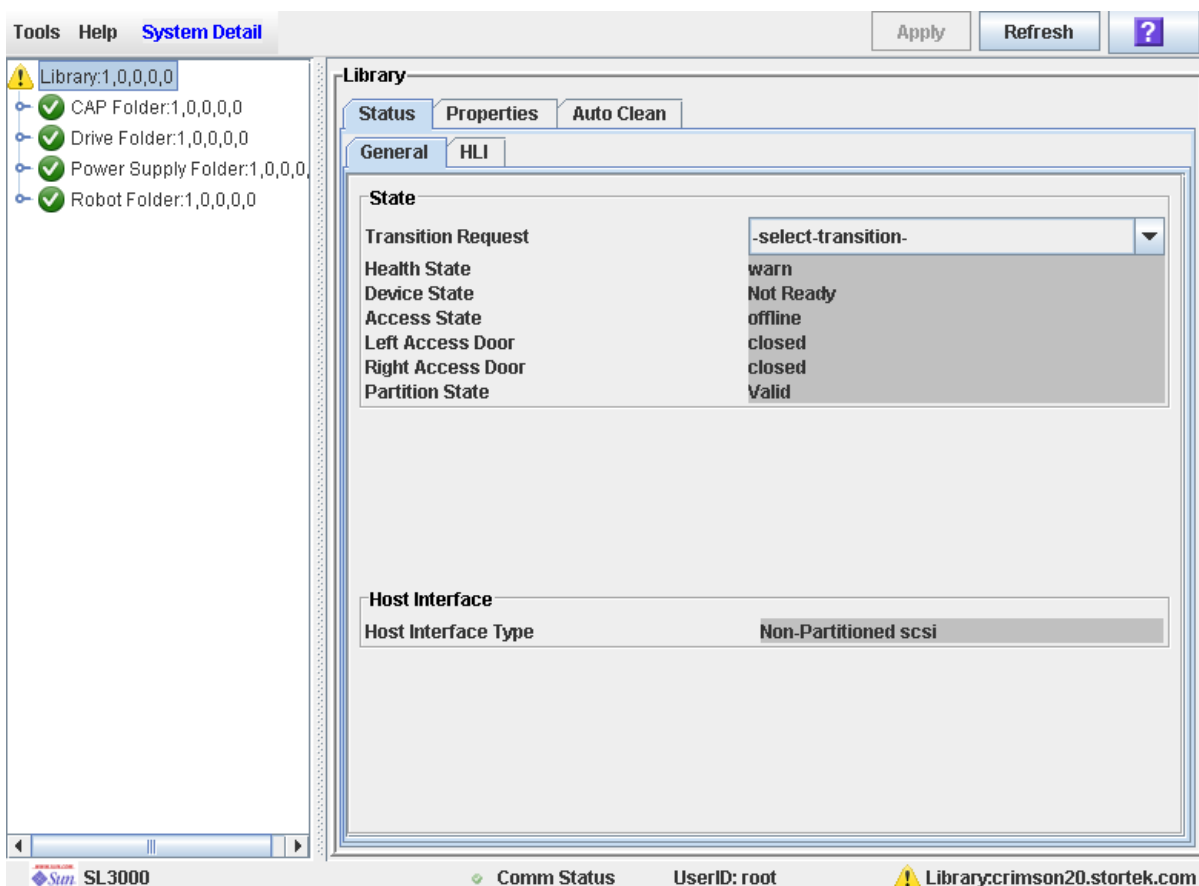 Tools Help System Detail Apply Refresh ?
Library:1,0,0,0,0
CAP Folder:1,0,0,0,0
Drive Folder:1,0,0,0,0
Power Supply Folder:1,0,0,0,
Robot Folder:1,0,0,0,0
Library
Status Properties Auto Clean
General HLI
State
Transition Request -select-transition-
Health State warn
Device State Not Ready
Access State offline
Left Access Door closed
Right Access Door closed
Partition State Valid
Host Interface
Host Interface Type Non-Partitioned scsi
Sun SL3000 Comm Status UserID: root Library:crimson20.stortek.com